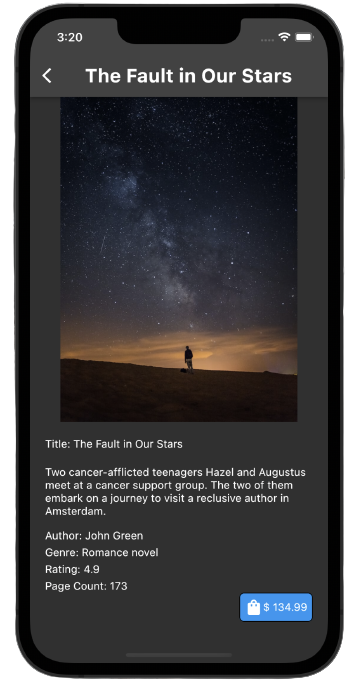 3:20
The Fault in Our Stars
Title: The Fault in Our Stars
Two cancer-afflicted teenagers Hazel and Augustus
meet at a cancer support group. The two of them
embark on a journey to visit a reclusive author in
Amsterdam.
Author: John Green
Genre: Romance novel
Rating: 4.9
Page Count: 173
$ 134.99